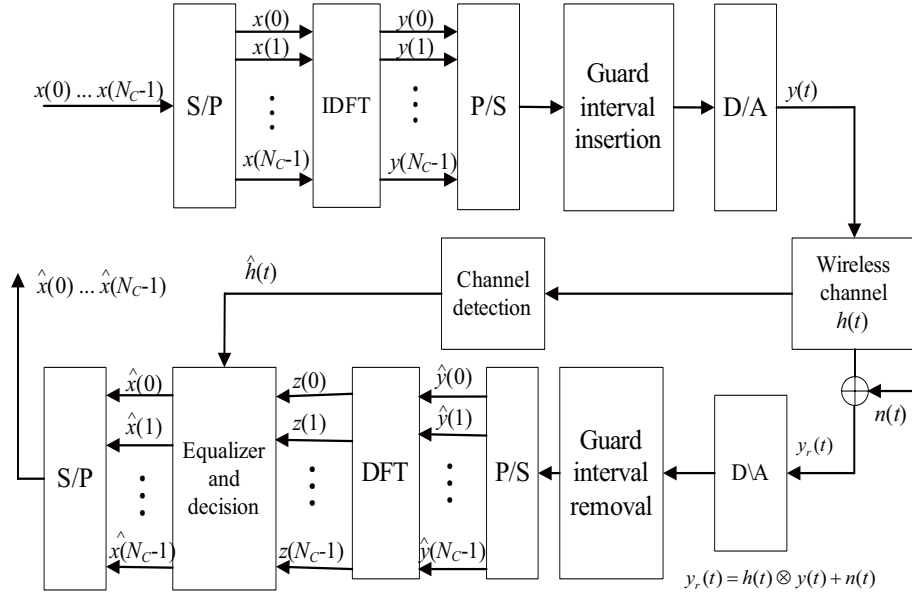 x(0) ... x(N_C-1)
S/P
x(0)
x(1)
⋮
x(N_C-1)
IDFT
y(0)
y(1)
⋮
y(N_C-1)
P/S
Guard
interval
insertion
D/A
y(t)
x̂(0) ... x̂(N_C-1)
ĥ(t)
Channel
detection
Wireless
channel
h(t)
n(t)
y_r(t)
S/P
x̂(0)
x̂(1)
⋮
x̂(N_C-1)
Equalizer
and
decision
z(0)
z(1)
⋮
z(N_C-1)
DFT
ŷ(0)
ŷ(1)
⋮
ŷ(N_C-1)
P/S
Guard
interval
removal
D\A
y_r(t) = h(t) ⊗ y(t) + n(t)